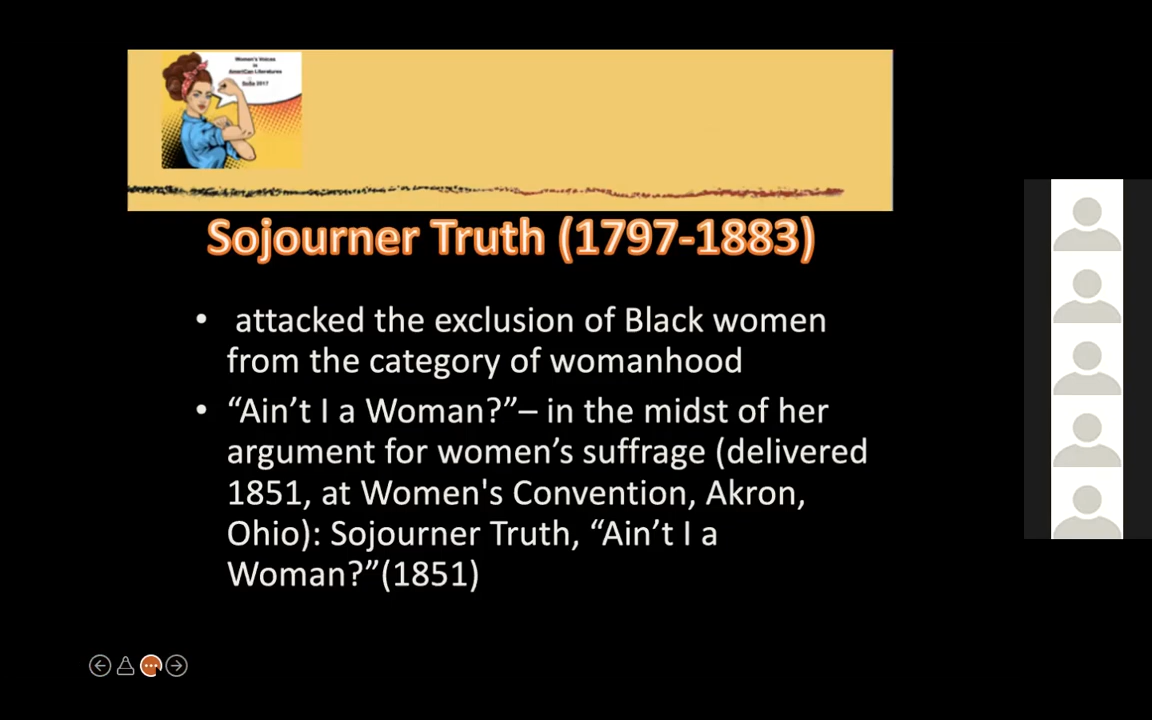 Women's Voices
in
American Literatures
Sofia 2017
Sojourner Truth (1797-1883)
• attacked the exclusion of Black women
from the category of womanhood
• “Ain’t I a Woman?”– in the midst of her
argument for women’s suffrage (delivered
1851, at Women's Convention, Akron,
Ohio): Sojourner Truth, “Ain’t I a
Woman?”(1851)